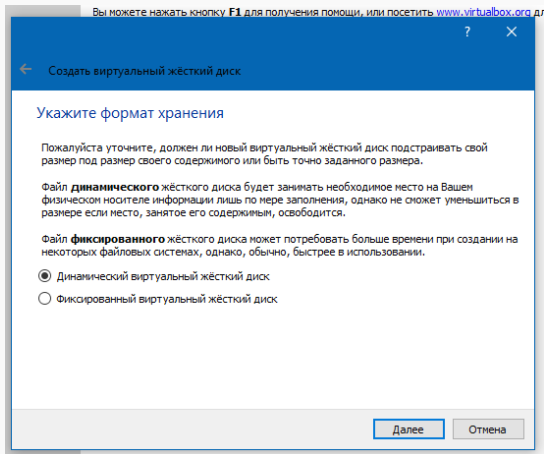 Вы можете нажать кнопку F1 для получения помощи, или посетить www.virtualbox.org дл
?
Создать виртуальный жёсткий диск
Укажите формат хранения
Пожалуйста уточните, должен ли новый виртуальный жёсткий диск подстраивать свой
размер под размер своего содержимого или быть точно заданного размера.
Файл динамического жёсткого диска будет занимать необходимое место на Вашем
физическом носителе информации лишь по мере заполнения, однако не сможет уменьшиться в
размере если место, занятое его содержимым, освободится.
Файл фиксированного жёсткого диска может потребовать больше времени при создании на
некоторых файловых системах, однако, обычно, быстрее в использовании.
Динамический виртуальный жёсткий диск
Фиксированный виртуальный жёсткий диск
Далее
Отмена